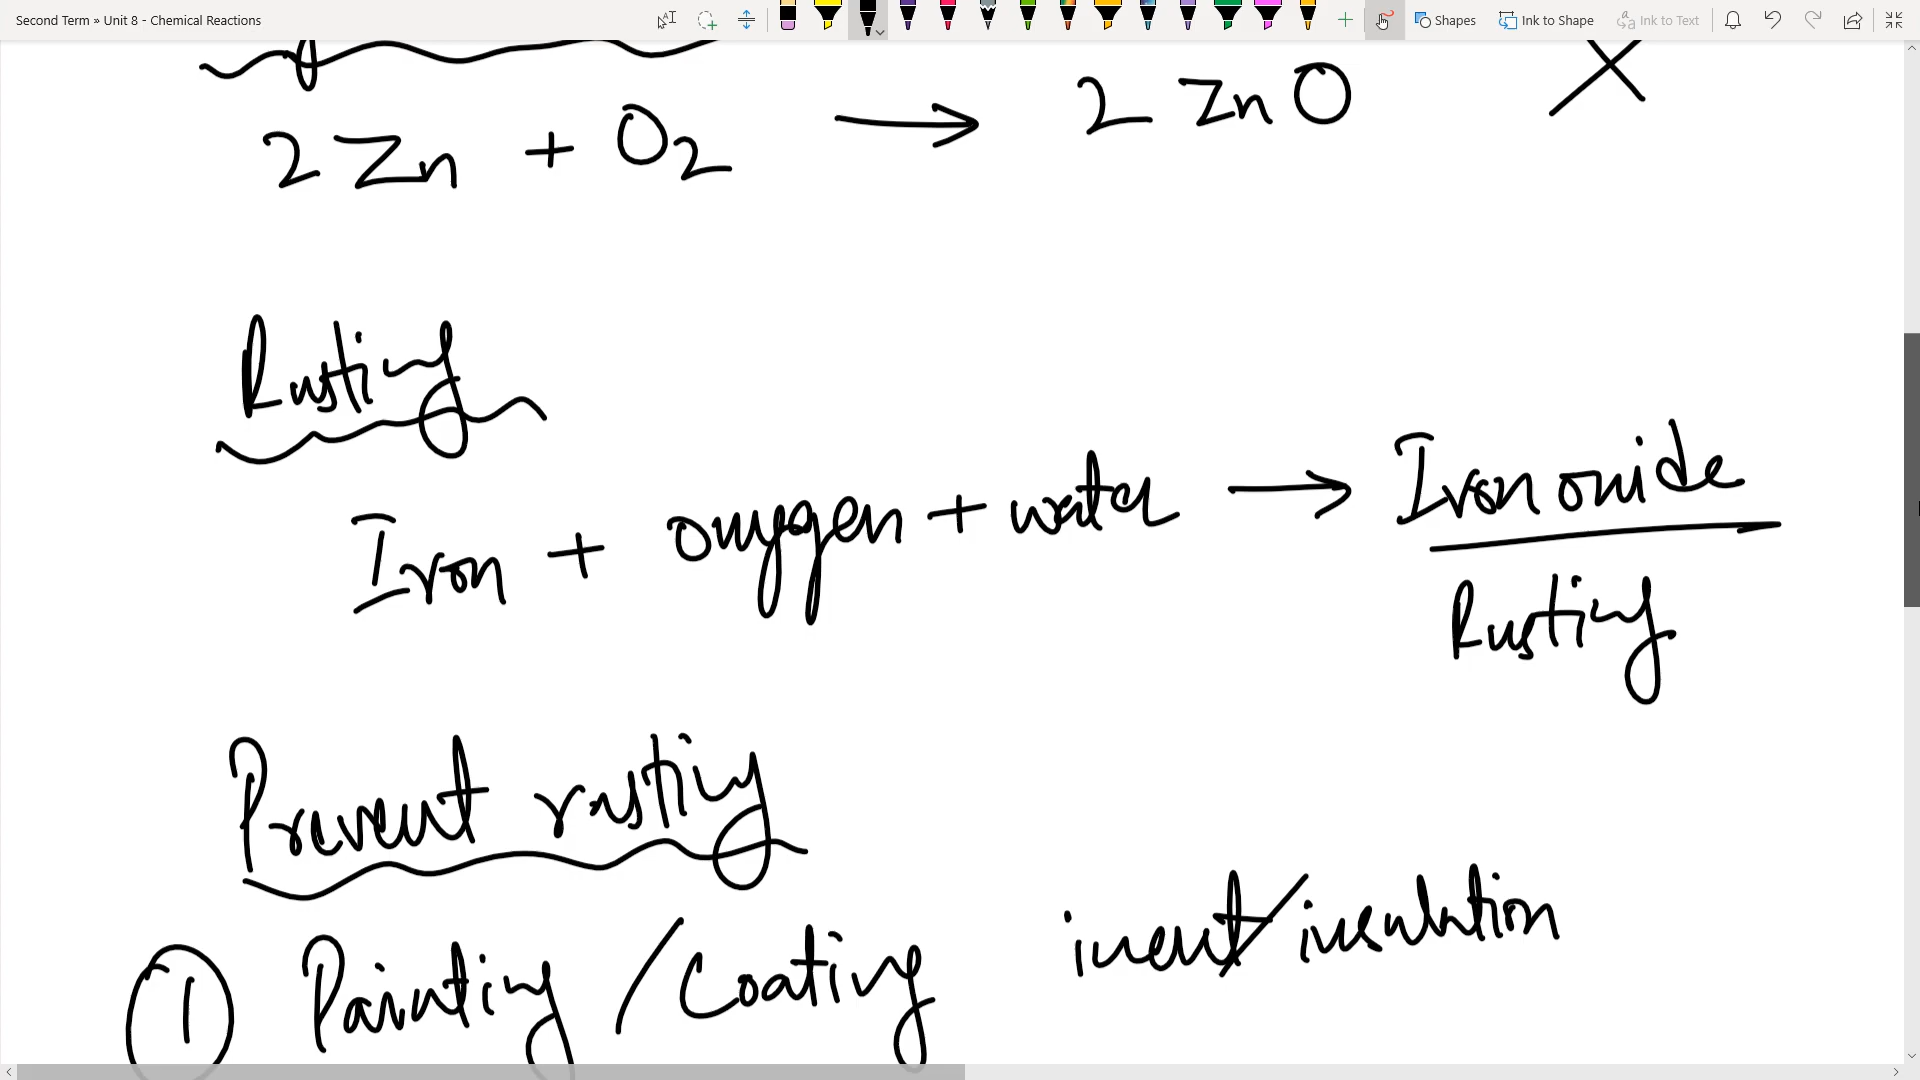 Second Term » Unit 8 - Chemical Reactions
Shapes
Ink to Shape
Ink to Text
2 Zn + O2 → 2 ZnO
Rusting
Iron + oxygen + water → Iron oxide
Rusting
Prevent rusting
① Painting / Coating
inert/insulation